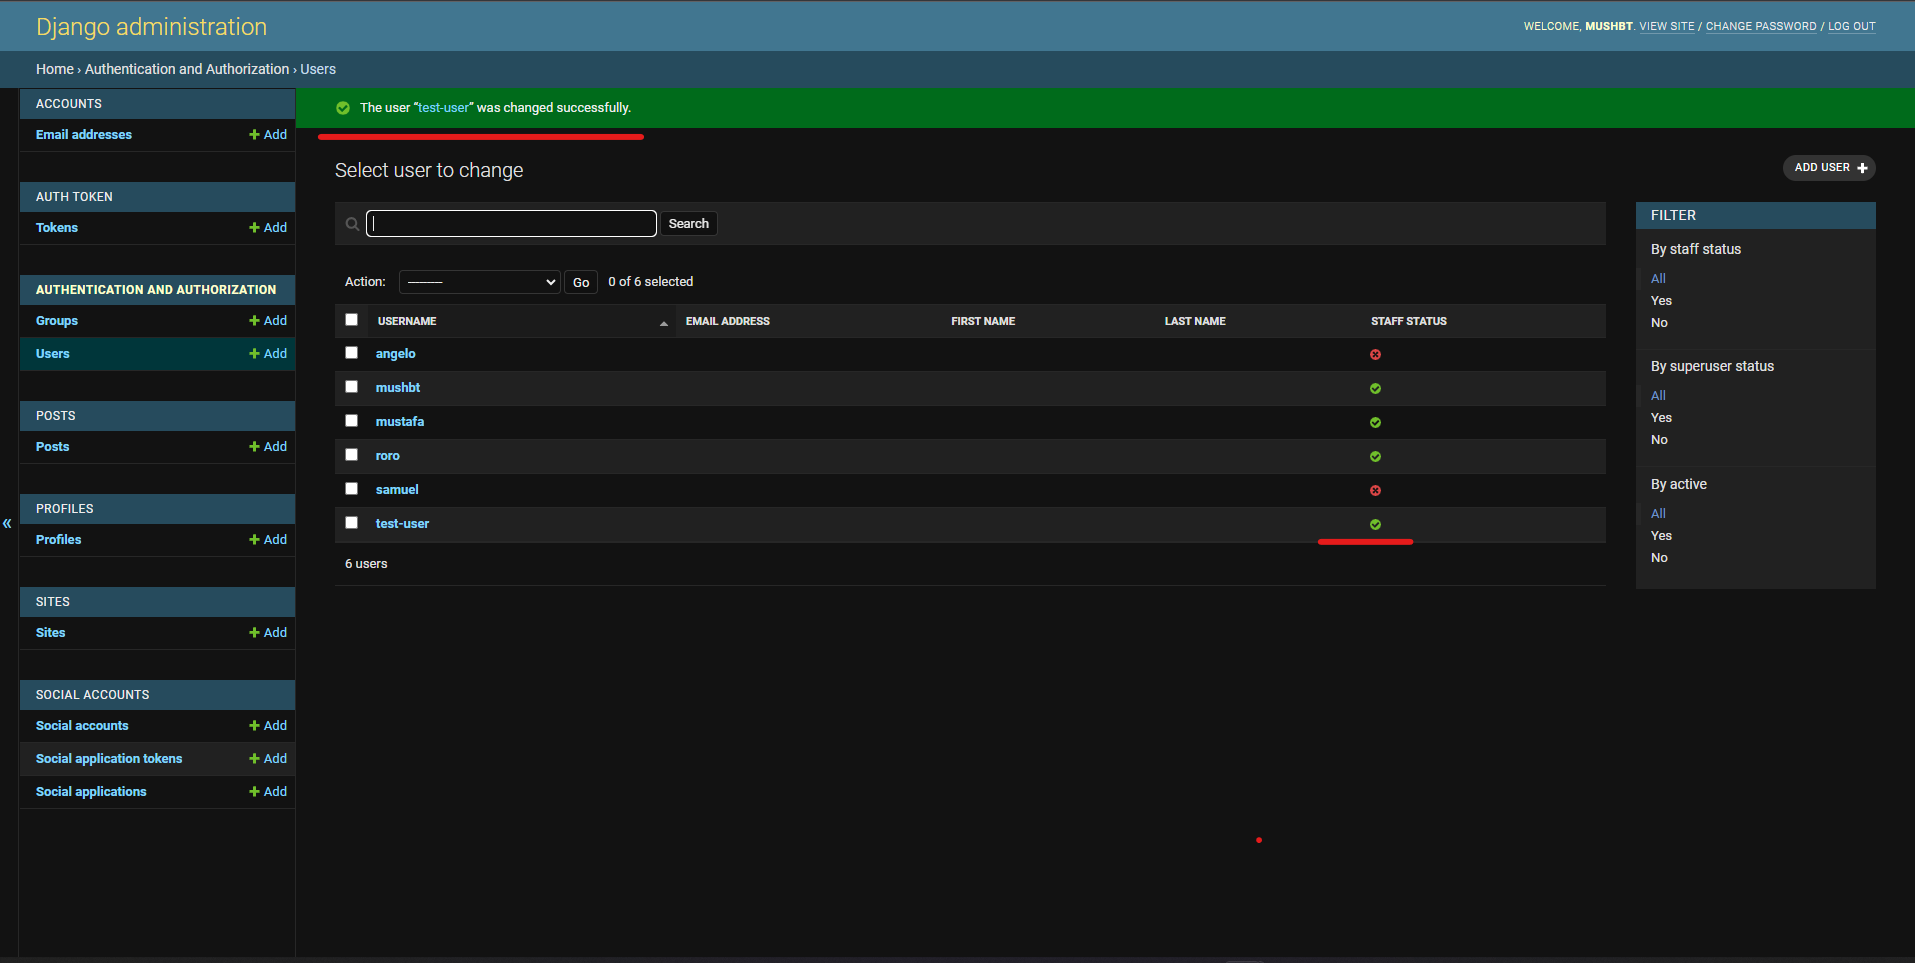 Django administration
WELCOME, MUSHBT. VIEW SITE / CHANGE PASSWORD / LOG OUT
Home › Authentication and Authorization › Users
ACCOUNTS
Email addresses
Add
AUTH TOKEN
Tokens
Add
AUTHENTICATION AND AUTHORIZATION
Groups
Add
Users
Add
POSTS
Posts
Add
PROFILES
Profiles
Add
SITES
Sites
Add
SOCIAL ACCOUNTS
Social accounts
Add
Social application tokens
Add
Social applications
Add
«
The user “test-user” was changed successfully.
Select user to change
ADD USER
Search
Action: --------- Go 0 of 6 selected
USERNAME EMAIL ADDRESS FIRST NAME LAST NAME STAFF STATUS
angelo
mushbt
mustafa
roro
samuel
test-user
6 users
FILTER
By staff status
All
Yes
No
By superuser status
All
Yes
No
By active
All
Yes
No